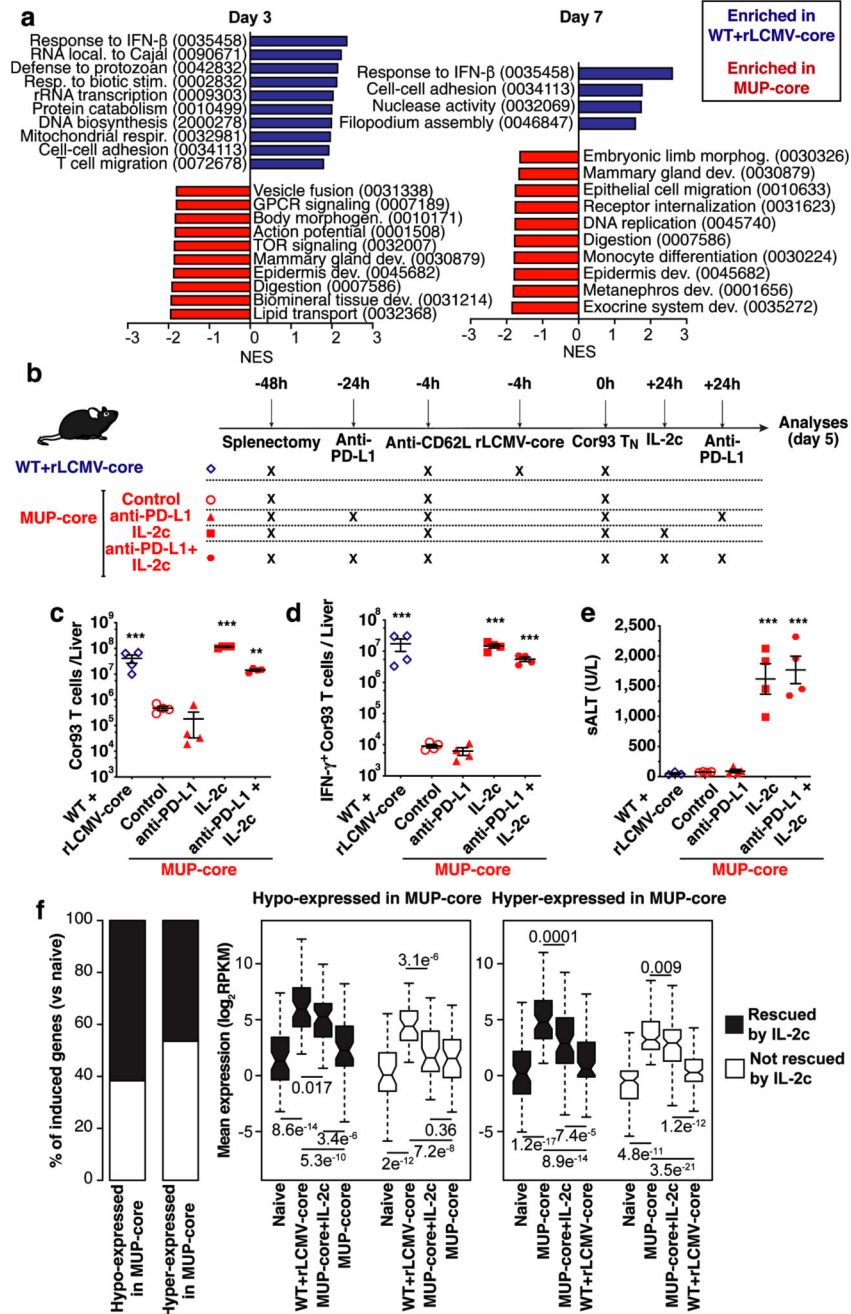 a
Day 3
Day 7
Enriched in
WT+rLCMV-core
Enriched in
MUP-core
Response to IFN-β (0035458)
RNA local. to Cajal (0090671)
Defense to protozoan (0042832)
Resp. to biotic stim. (0002832)
rRNA transcription (0009303)
Protein catabolism (0010499)
DNA biosynthesis (2000278)
Mitochondrial respir. (0032981)
Cell-cell adhesion (0034113)
T cell migration (0072678)
Vesicle fusion (0031338)
GPCR signaling (0007189)
Body morphogen. (0010171)
Action potential (0001508)
TOR signaling (0032007)
Mammary gland dev. (0030879)
Epidermis dev. (0045682)
Digestion (0007586)
Biomineral tissue dev. (0031214)
Lipid transport (0032368)
-3 -2 -1 0 1 2 3
NES
Response to IFN-β (0035458)
Cell-cell adhesion (0034113)
Nuclease activity (0032069)
Filopodium assembly (0046847)
Embryonic limb morphog. (0030326)
Mammary gland dev. (0030879)
Epithelial cell migration (0010633)
Receptor internalization (0031623)
DNA replication (0045740)
Digestion (0007586)
Monocyte differentiation (0030224)
Epidermis dev. (0045682)
Metanephros dev. (0001656)
Exocrine system dev. (0035272)
-3 -2 -1 0 1 2 3
NES
b
-48h -24h -4h -4h 0h +24h +24h
Splenectomy Anti-PD-L1 Anti-CD62L rLCMV-core Cor93 TN IL-2c Anti-PD-L1
Analyses
(day 5)
WT+rLCMV-core x x x x
MUP-core
Control x x x
anti-PD-L1 x x x x x
IL-2c x x x x
anti-PD-L1+
IL-2c x x x x x x
c
Cor93 T cells /Liver
10⁹
10⁸
10⁷
10⁶
10⁵
10⁴
10³
*** *** **
WT +
rLCMV-core
Control
anti-PD-L1
IL-2c
anti-PD-L1 +
IL-2c
MUP-core
d
IFN-γ⁺ Cor93 T cells / Liver
10⁸
10⁷
10⁶
10⁵
10⁴
10³
*** *** ***
WT +
rLCMV-core
Control
anti-PD-L1
IL-2c
anti-PD-L1 +
IL-2c
MUP-core
e
sALT (U/L)
2,500
2,000
1,500
1,000
500
0
*** ***
WT +
rLCMV-core
Control
anti-PD-L1
IL-2c
anti-PD-L1 +
IL-2c
MUP-core
f
% of induced genes (vs naive)
100
80
60
40
20
0
Hypo-expressed
in MUP-core
Hyper-expressed
in MUP-core
Hypo-expressed in MUP-core
Mean expression (log₂RPKM)
10
5
0
-5
3.1e⁻⁶
0.017
8.6e⁻¹⁴
3.4e⁻⁶
5.3e⁻¹⁰
0.36
2e⁻¹²
7.2e⁻⁸
Naive
WT+rLCMV-core
MUP-core+IL-2c
MUP-core
Naive
WT+rLCMV-core
MUP-core+IL-2c
MUP-core
Hyper-expressed in MUP-core
0.0001
0.009
1.2e⁻¹⁷
7.4e⁻⁵
8.9e⁻¹⁴
1.2e⁻¹²
4.8e⁻¹¹
3.5e⁻²¹
Naive
MUP-core
MUP-core+IL-2c
WT+rLCMV-core
Naive
MUP-core
MUP-core+IL-2c
WT+rLCMV-core
Rescued
by IL-2c
Not rescued
by IL-2c